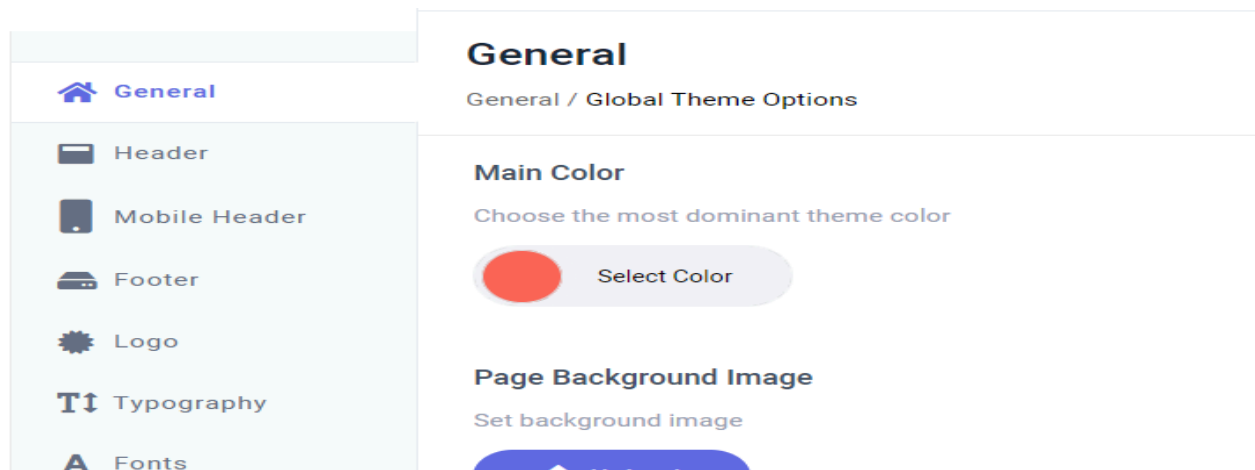 General
Header
Mobile Header
Footer
Logo
Typography
Fonts
General
General / Global Theme Options
Main Color
Choose the most dominant theme color
Select Color
Page Background Image
Set background image